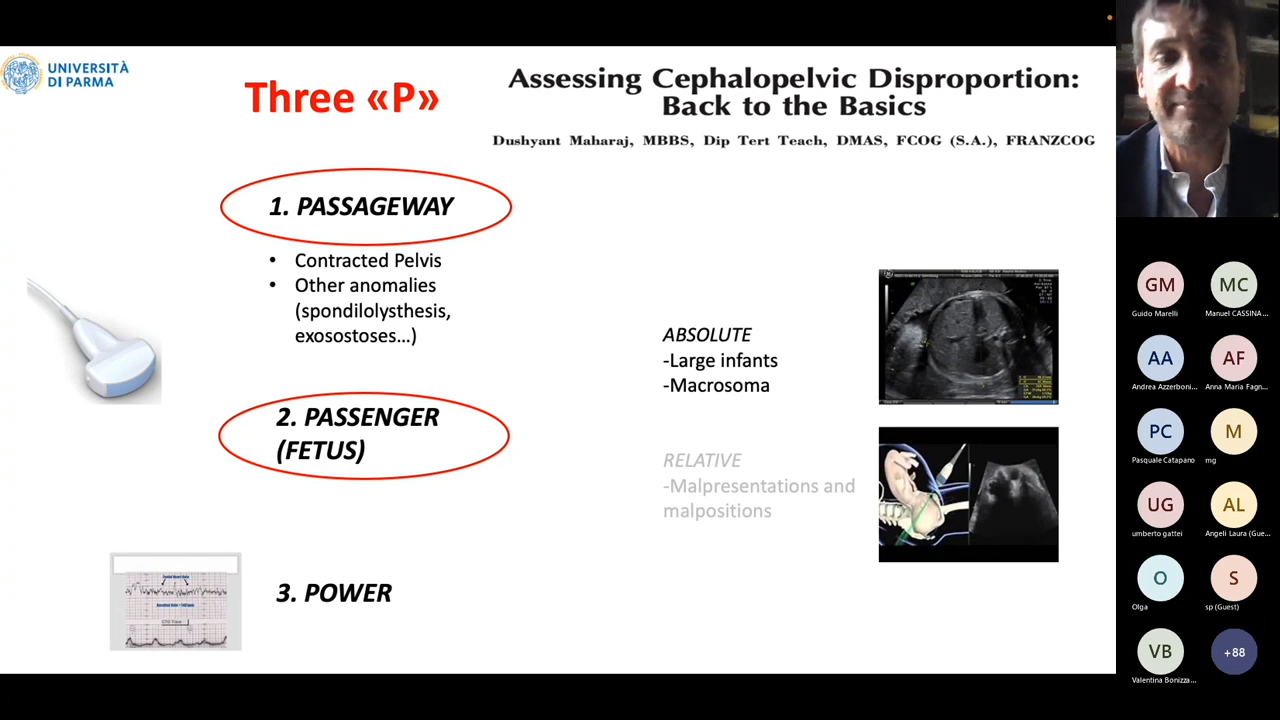 UNIVERSITÀ
DI PARMA
Three «P»
Assessing Cephalopelvic Disproportion:
Back to the Basics
Dushyant Maharaj, MBBS, Dip Tert Teach, DMAS, FCOG (S.A.), FRANZCOG
1. PASSAGEWAY
• Contracted Pelvis
• Other anomalies
(spondilolysthesis,
exosostoses...)
2. PASSENGER
(FETUS)
3. POWER
ABSOLUTE
-Large infants
-Macrosoma
RELATIVE
-Malpresentations and
malpositions
GM
Guido Marelli
MC
Manuel CASSINA...
AA
Andrea Azzerboni...
AF
Anna Maria Fagn...
PC
Pasquale Catapano
M
mg
UG
umberto gattei
AL
Angeli Laura (Gue...
O
Olga
S
sp (Guest)
VB
Valentina Bonizza...
+88